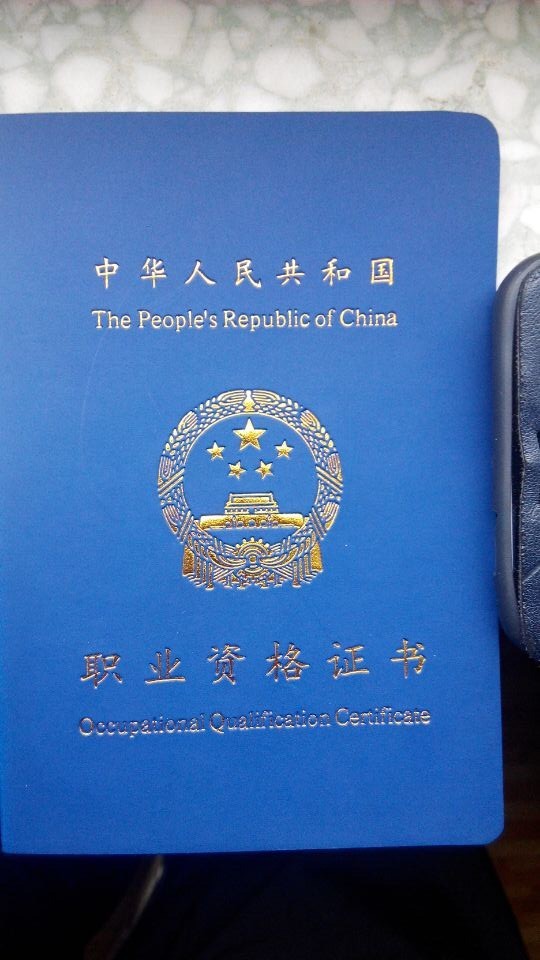 中华人民共和国
The People's Republic of China
职业资格证书
Occupational Qualification Certificate